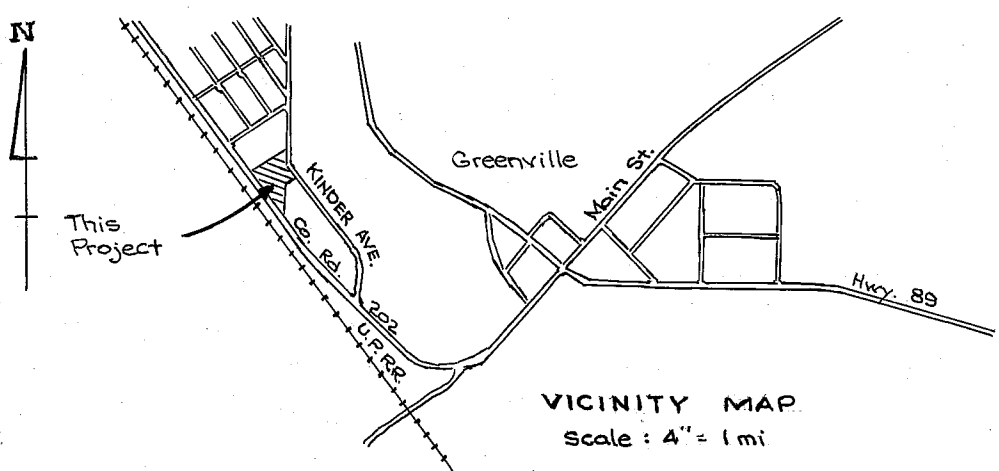 N
Greenville
Main St.
KINDER AVE.
This
Project
Co. Rd. 202
U.P.R.R.
Hwy. 89
VICINITY MAP
Scale : 4" = 1 mi